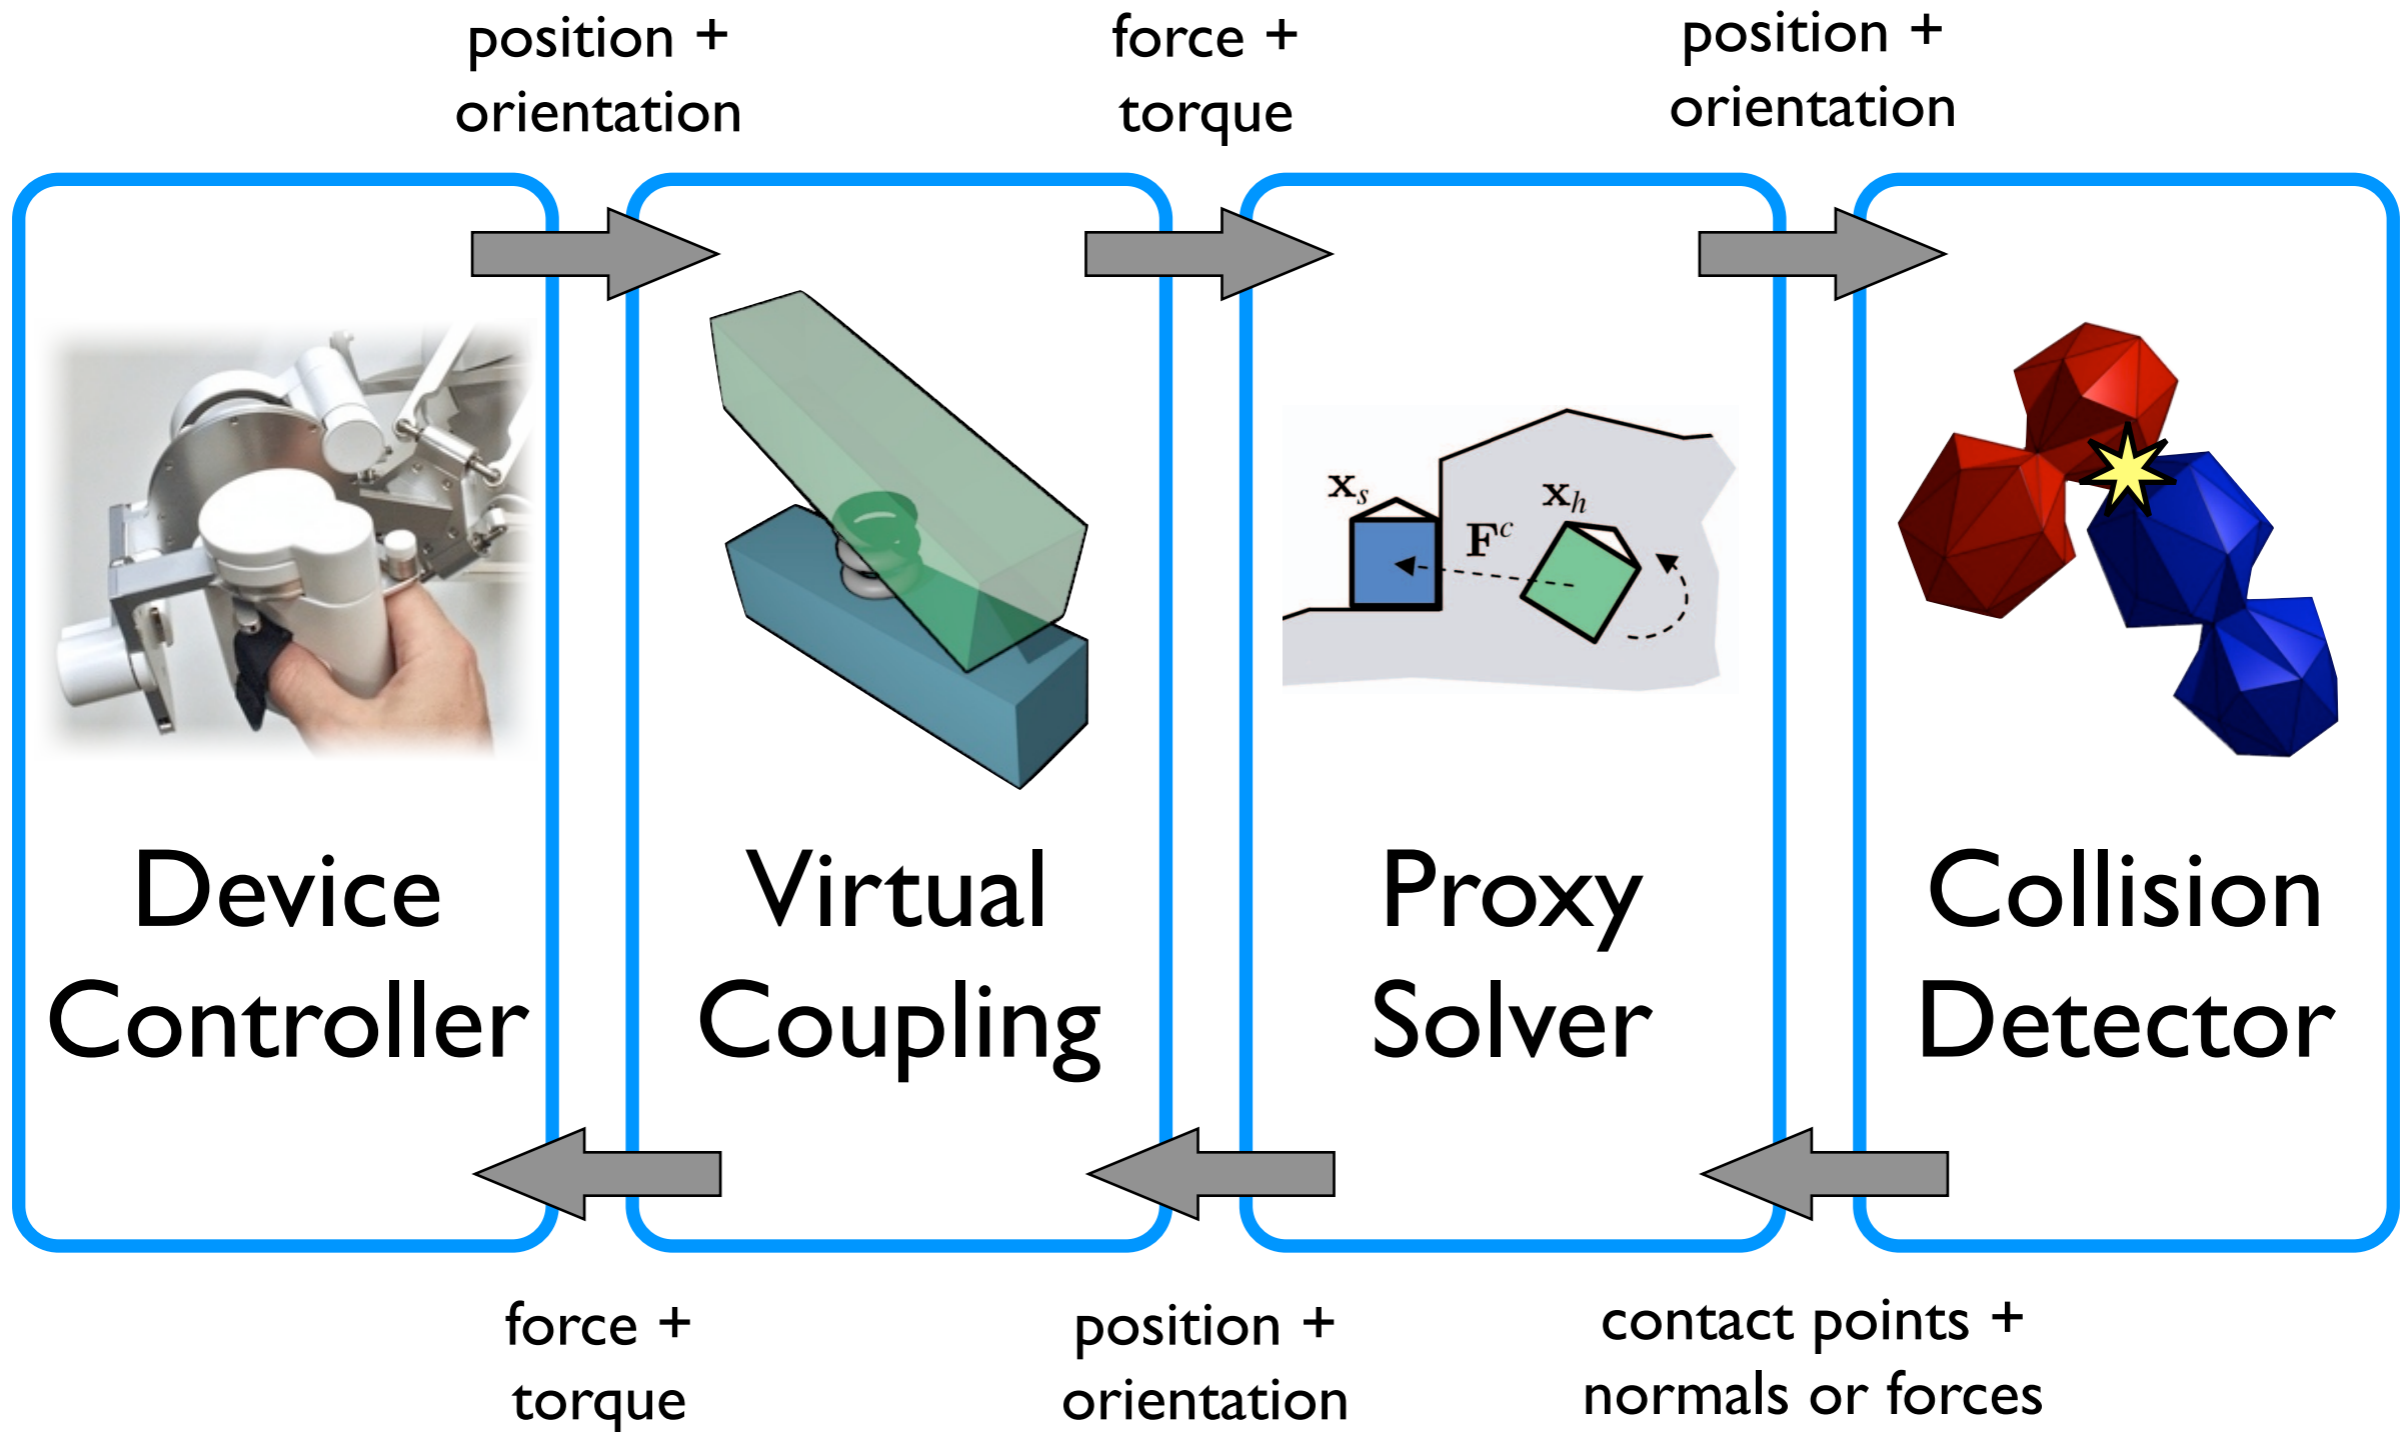 position +
orientation
force +
torque
position +
orientation
x_s
F^c
x_h
Device
Controller
Virtual
Coupling
Proxy
Solver
Collision
Detector
force +
torque
position +
orientation
contact points +
normals or forces